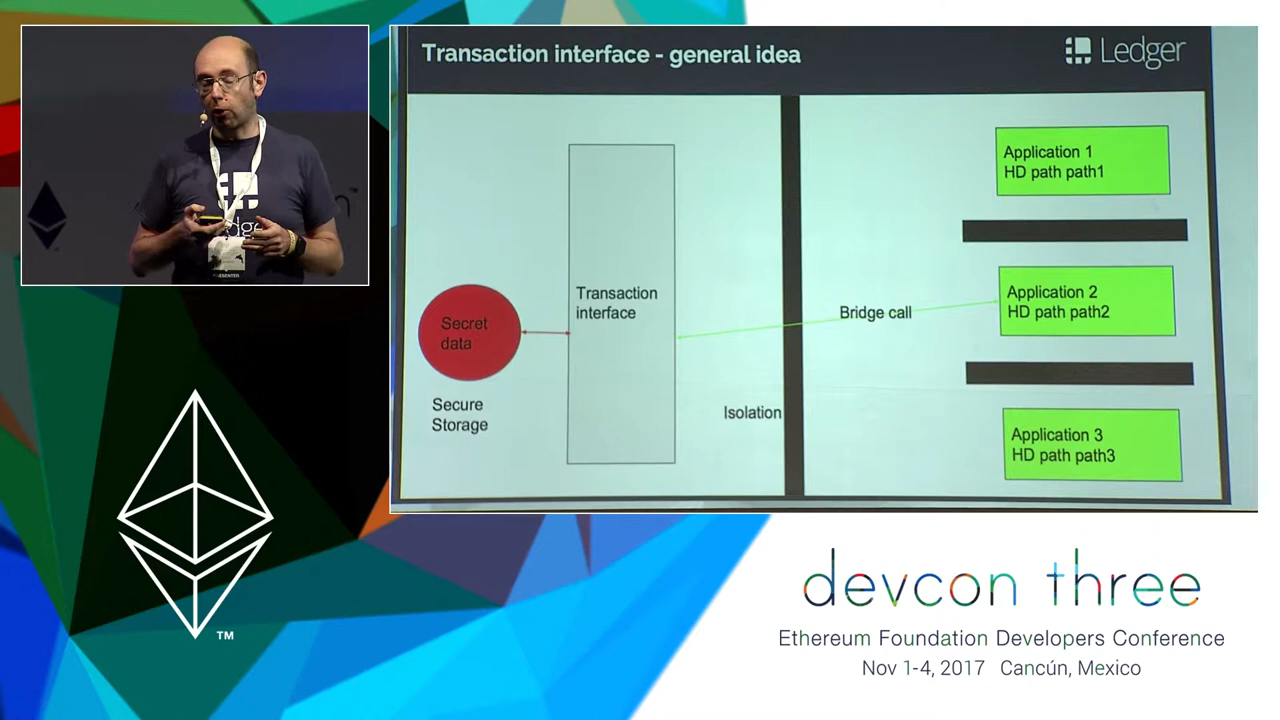 Transaction interface - general idea
Ledger
Application 1
HD path path1
Application 2
HD path path2
Application 3
HD path path3
Transaction
interface
Bridge call
Secret
data
Secure
Storage
Isolation
TM
devcon three
Ethereum Foundation Developers Conference
Nov 1-4, 2017 Cancún, Mexico